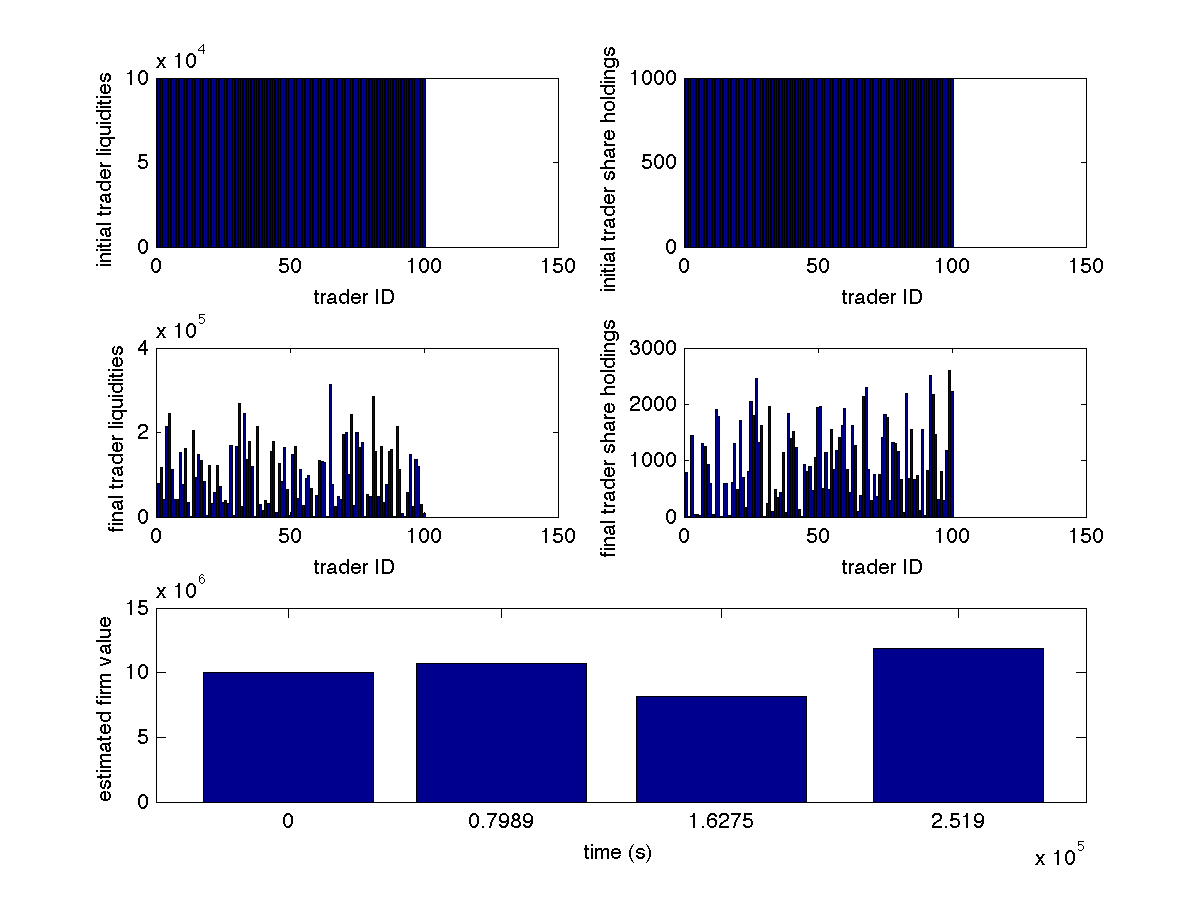 x 10^4
10
5
0
initial trader liquidities
0 50 100 150
trader ID
1000
500
0
initial trader share holdings
0 50 100 150
trader ID
x 10^5
4
2
0
final trader liquidities
0 50 100 150
trader ID
3000
2000
1000
0
final trader share holdings
0 50 100 150
trader ID
x 10^6
15
10
5
0
estimated firm value
0 0.7989 1.6275 2.519
time (s)
x 10^5